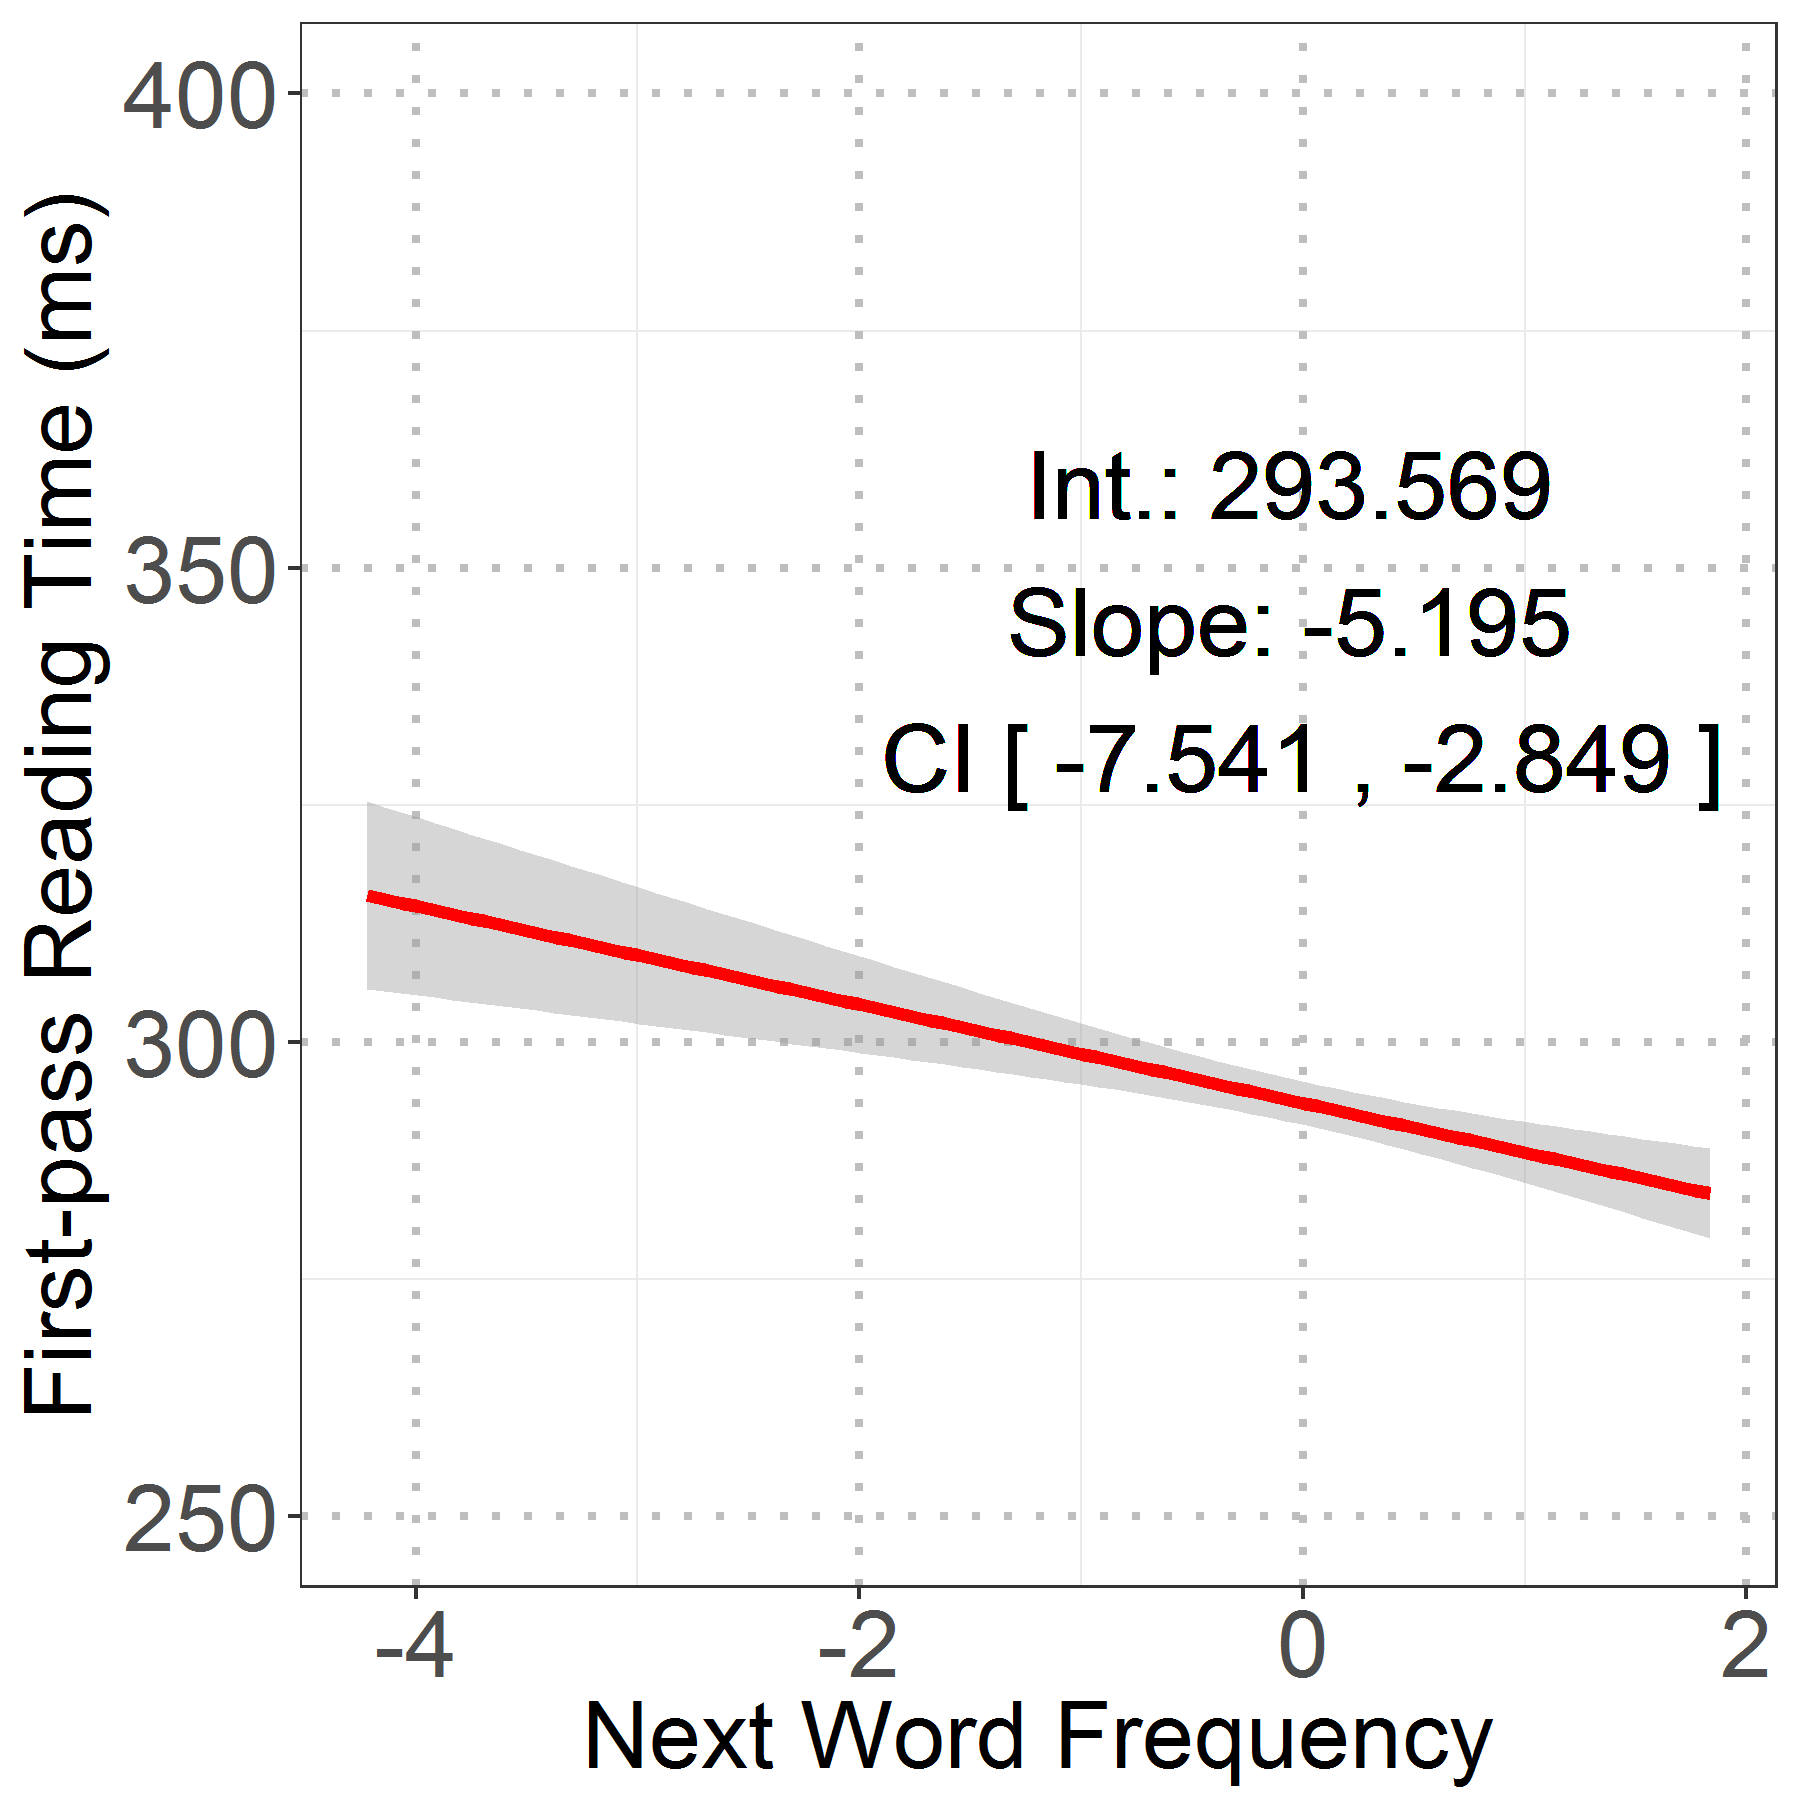 First-pass Reading Time (ms)
400
350
300
250
Int.: 293.569
Slope: -5.195
CI [ -7.541 , -2.849 ]
-4 -2 0 2
Next Word Frequency